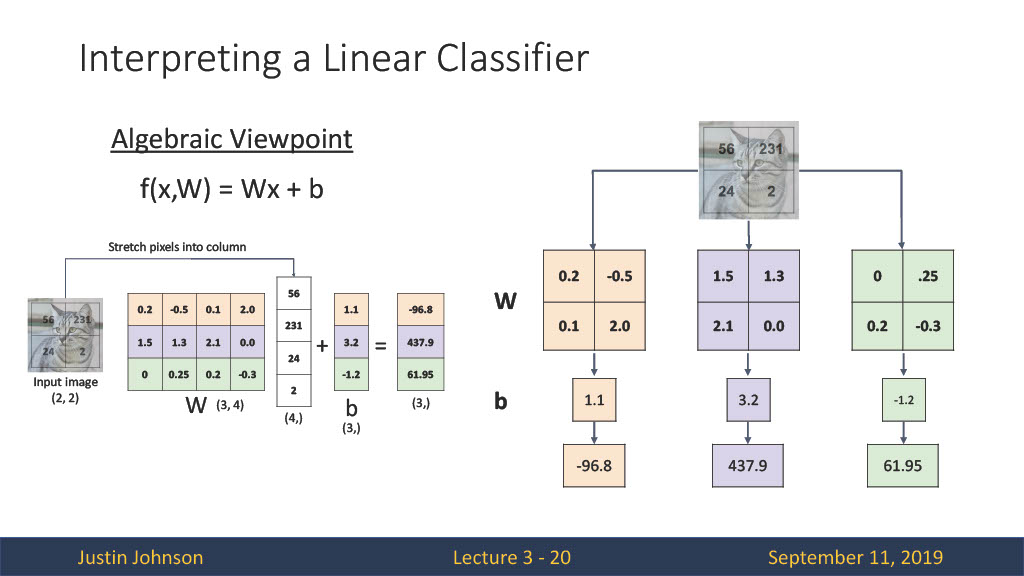 Interpreting a Linear Classifier
Algebraic Viewpoint
f(x,W) = Wx + b
Stretch pixels into column
56 231
24 2
Input image
(2, 2)
0.2 -0.5 0.1 2.0
1.5 1.3 2.1 0.0
0 0.25 0.2 -0.3
W (3, 4)
56
231
24
2
(4,)
+
1.1
3.2
-1.2
b
(3,)
=
-96.8
437.9
61.95
(3,)
56 231
24 2
W
0.2 -0.5
0.1 2.0
1.5 1.3
2.1 0.0
0 .25
0.2 -0.3
b
1.1
3.2
-1.2
-96.8
437.9
61.95
Justin Johnson
Lecture 3 - 20
September 11, 2019